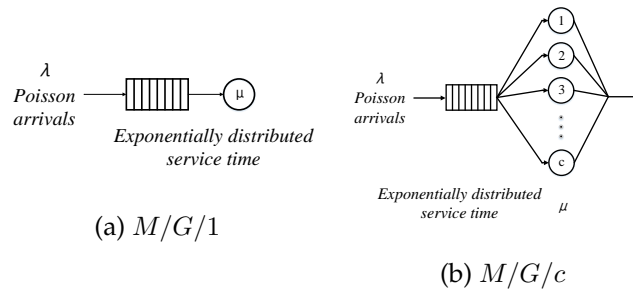 λ
Poisson
arrivals
μ
Exponentially distributed
service time
(a) M/G/1
λ
Poisson
arrivals
1
2
3
c
Exponentially distributed
service time
μ
(b) M/G/c